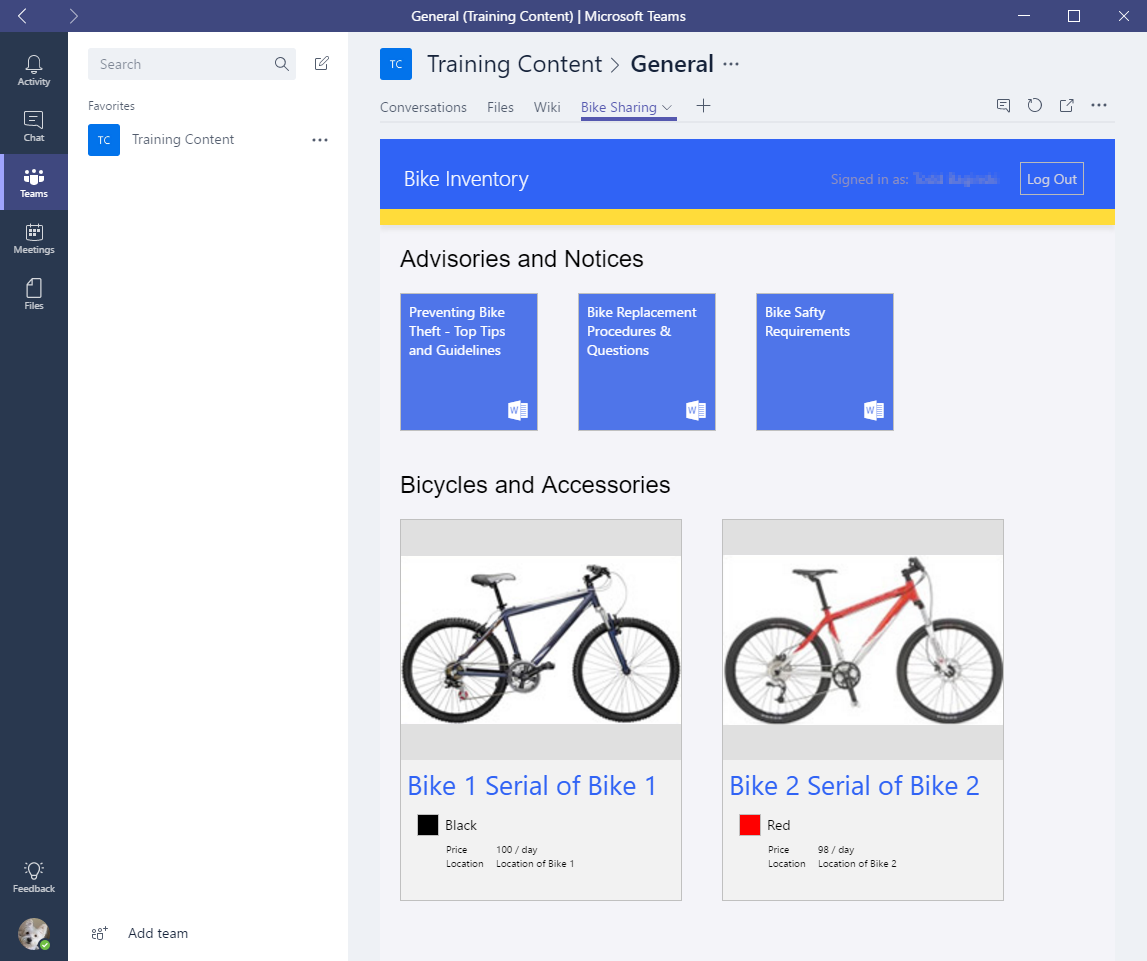 General (Training Content) | Microsoft Teams
Activity
Chat
Teams
Meetings
Files
Feedback
Search
Favorites
TC Training Content
Add team
TC Training Content > General
Conversations Files Wiki Bike Sharing
Bike Inventory Signed in as: Log Out
Advisories and Notices
Preventing Bike
Theft - Top Tips
and Guidelines
Bike Replacement
Procedures &
Questions
Bike Safty
Requirements
Bicycles and Accessories
Bike 1 Serial of Bike 1
Black
Price 100 / day
Location Location of Bike 1
Bike 2 Serial of Bike 2
Red
Price 98 / day
Location Location of Bike 2